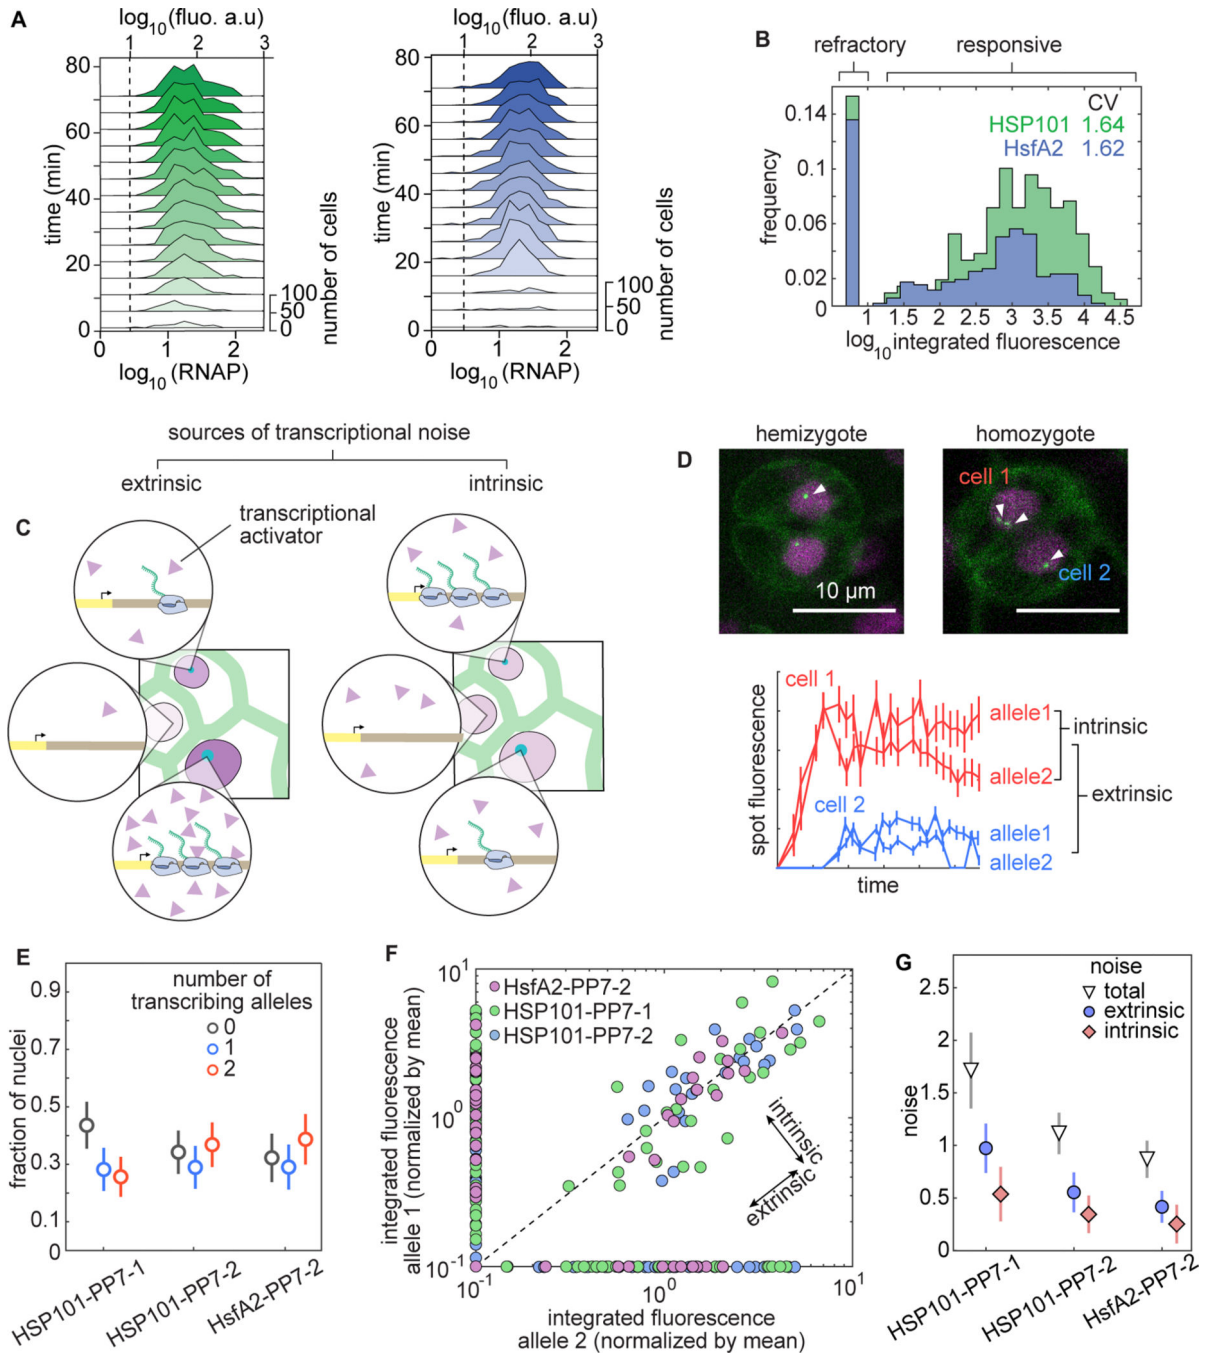 A
log10(fluo. a.u)
1 2 3
80
60
40
20
0
time (min)
100
50
0
number of cells
0 1 2
log10(RNAP)
log10(fluo. a.u)
1 2 3
80
60
40
20
0
time (min)
100
50
0
number of cells
0 1 2
log10(RNAP)
B
refractory responsive
CV
HSP101 1.64
HsfA2 1.62
0.14
0.1
0.06
0.02
0
frequency
1 1.5 2 2.5 3 3.5 4 4.5
log10 integrated fluorescence
sources of transcriptional noise
extrinsic intrinsic
C
transcriptional
activator
D
hemizygote homozygote
cell 1
cell 2
10 µm
cell 1
allele1
allele2
cell 2
allele1
allele2
intrinsic
extrinsic
spot fluorescence
time
E
number of
transcribing alleles
0
1
2
0.9
0.7
0.5
0.3
0.1
0
fraction of nuclei
HSP101-PP7-1
HSP101-PP7-2
HsfA2-PP7-2
F
HsfA2-PP7-2
HSP101-PP7-1
HSP101-PP7-2
10^1
10^0
10^-1
integrated fluorescence
allele 1 (normalized by mean)
intrinsic
extrinsic
10^-1 10^0 10^1
integrated fluorescence
allele 2 (normalized by mean)
G
noise
total
extrinsic
intrinsic
2.5
2
1.5
1
0.5
0
noise
HSP101-PP7-1
HSP101-PP7-2
HsfA2-PP7-2